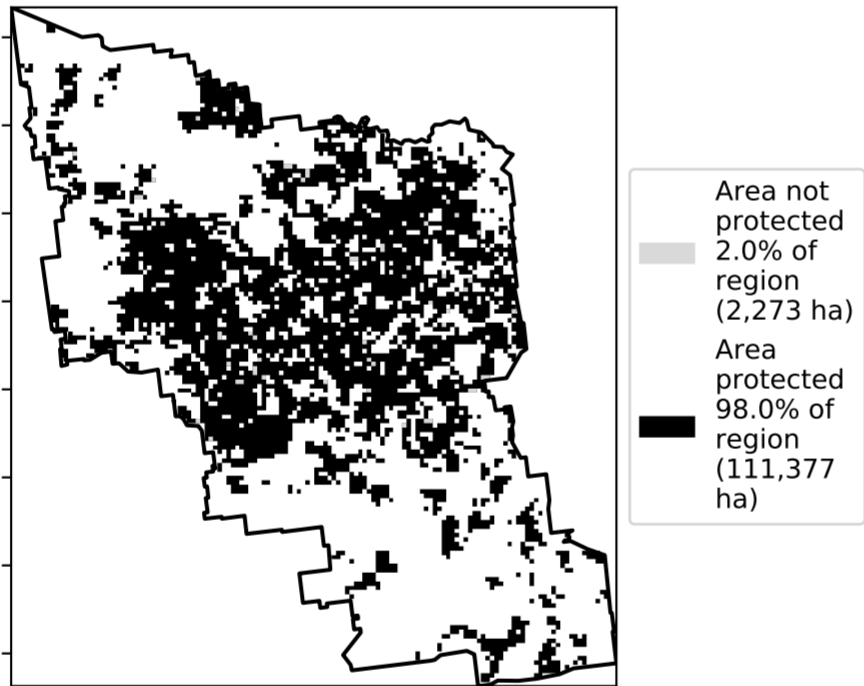 Area not
protected
2.0% of
region
(2,273 ha)
Area
protected
98.0% of
region
(111,377
ha)